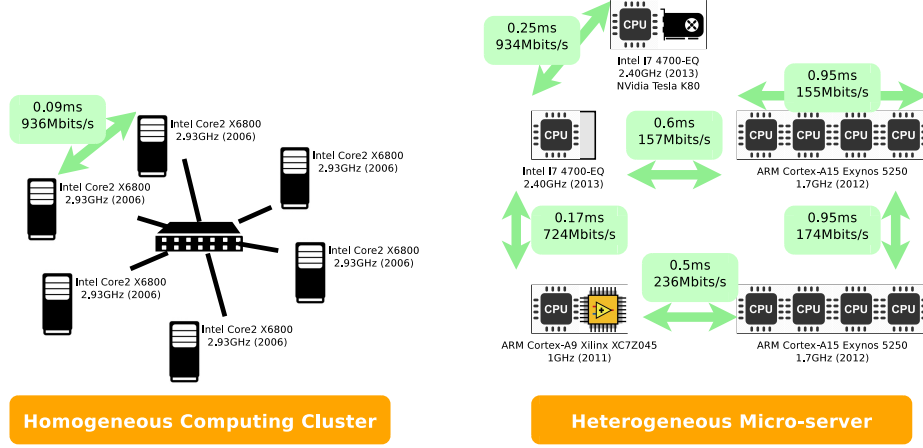 0.09ms
936Mbits/s
Intel Core2 X6800
2.93GHz (2006)
Intel Core2 X6800
2.93GHz (2006)
Intel Core2 X6800
2.93GHz (2006)
Intel Core2 X6800
2.93GHz (2006)
Intel Core2 X6800
2.93GHz (2006)
Intel Core2 X6800
2.93GHz (2006)
Homogeneous Computing Cluster
0.25ms
934Mbits/s
CPU
Intel I7 4700-EQ
2.40GHz (2013)
NVidia Tesla K80
0.95ms
155Mbits/s
CPU
Intel I7 4700-EQ
2.40GHz (2013)
0.6ms
157Mbits/s
CPU CPU CPU CPU
ARM Cortex-A15 Exynos 5250
1.7GHz (2012)
0.17ms
724Mbits/s
0.95ms
174Mbits/s
CPU
ARM Cortex-A9 Xilinx XC7Z045
1GHz (2011)
0.5ms
236Mbits/s
CPU CPU CPU CPU
ARM Cortex-A15 Exynos 5250
1.7GHz (2012)
Heterogeneous Micro-server